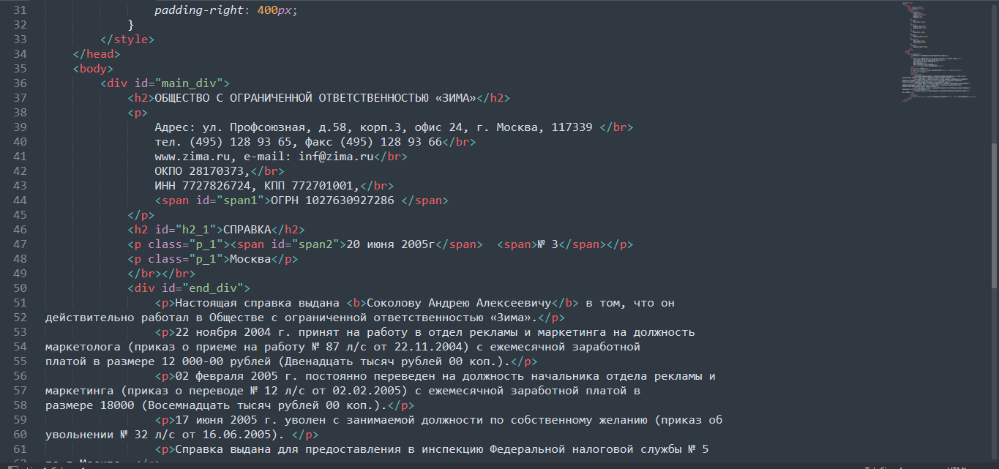 31 padding-right: 400px;
32 }
33 </style>
34 </head>
35 <body>
36 <div id="main_div">
37 <h2>ОБЩЕСТВО С ОГРАНИЧЕННОЙ ОТВЕТСТВЕННОСТЬЮ «ЗИМА»</h2>
38 <p>
39 Адрес: ул. Профсоюзная, д.58, корп.3, офис 24, г. Москва, 117339 </br>
40 тел. (495) 128 93 65, факс (495) 128 93 66</br>
41 www.zima.ru, e-mail: inf@zima.ru</br>
42 ОКПО 28170373,</br>
43 ИНН 7727826724, КПП 772701001,</br>
44 <span id="span1">ОГРН 1027630927286 </span>
45 </p>
46 <h2 id="h2_1">СПРАВКА</h2>
47 <p class="p_1"><span id="span2">20 июня 2005г</span>  <span>№ 3</span></p>
48 <p class="p_1">Москва</p>
49 </br></br>
50 <div id="end_div">
51 <p>Настоящая справка выдана <b>Соколову Андрею Алексеевичу</b> в том, что он
52 действительно работал в Обществе с ограниченной ответственностью «Зима».</p>
53 <p>22 ноября 2004 г. принят на работу в отдел рекламы и маркетинга на должность
54 маркетолога (приказ о приеме на работу № 87 л/с от 22.11.2004) с ежемесячной заработной
55 платой в размере 12 000-00 рублей (Двенадцать тысяч рублей 00 коп.).</p>
56 <p>02 февраля 2005 г. постоянно переведен на должность начальника отдела рекламы и
57 маркетинга (приказ о переводе № 12 л/с от 02.02.2005) с ежемесячной заработной платой в
58 размере 18000 (Восемнадцать тысяч рублей 00 коп.).</p>
59 <p>17 июня 2005 г. уволен с занимаемой должности по собственному желанию (приказ об
60 увольнении № 32 л/с от 16.06.2005). </p>
61 <p>Справка выдана для предоставления в инспекцию Федеральной налоговой службы № 5